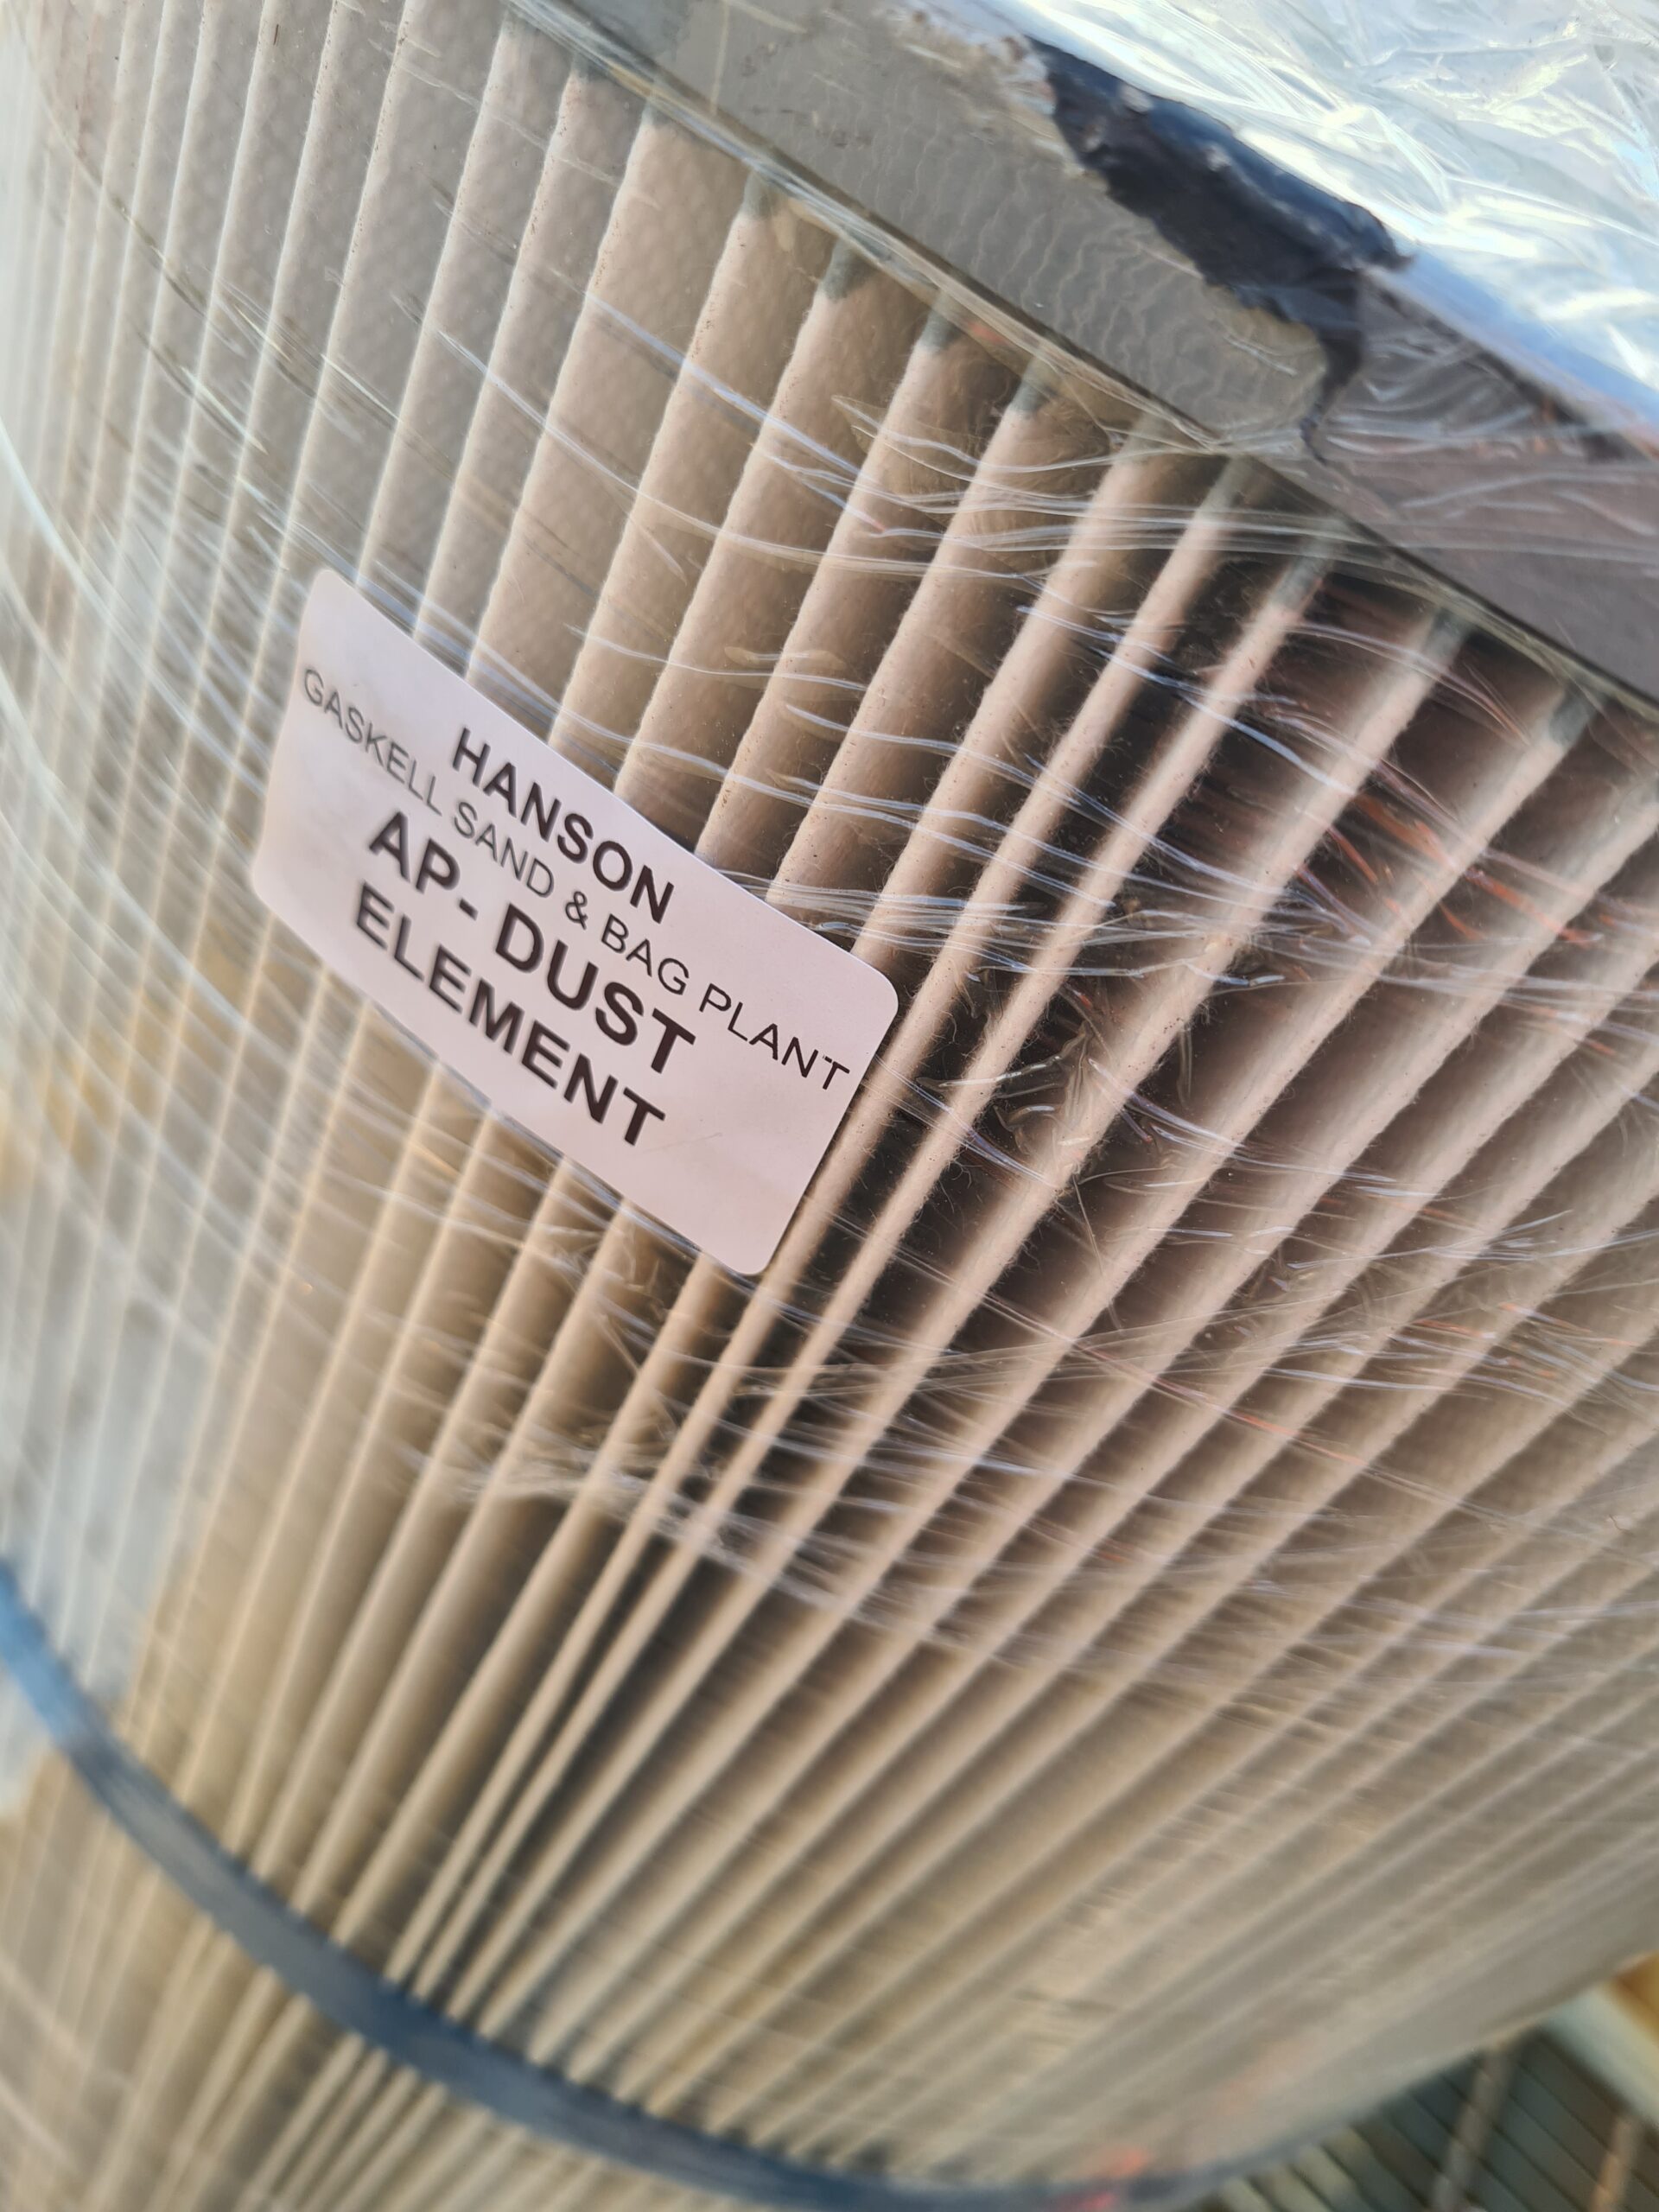 HANSON
GASKELL SAND & BAG PLANT
AP- DUST
ELEMENT